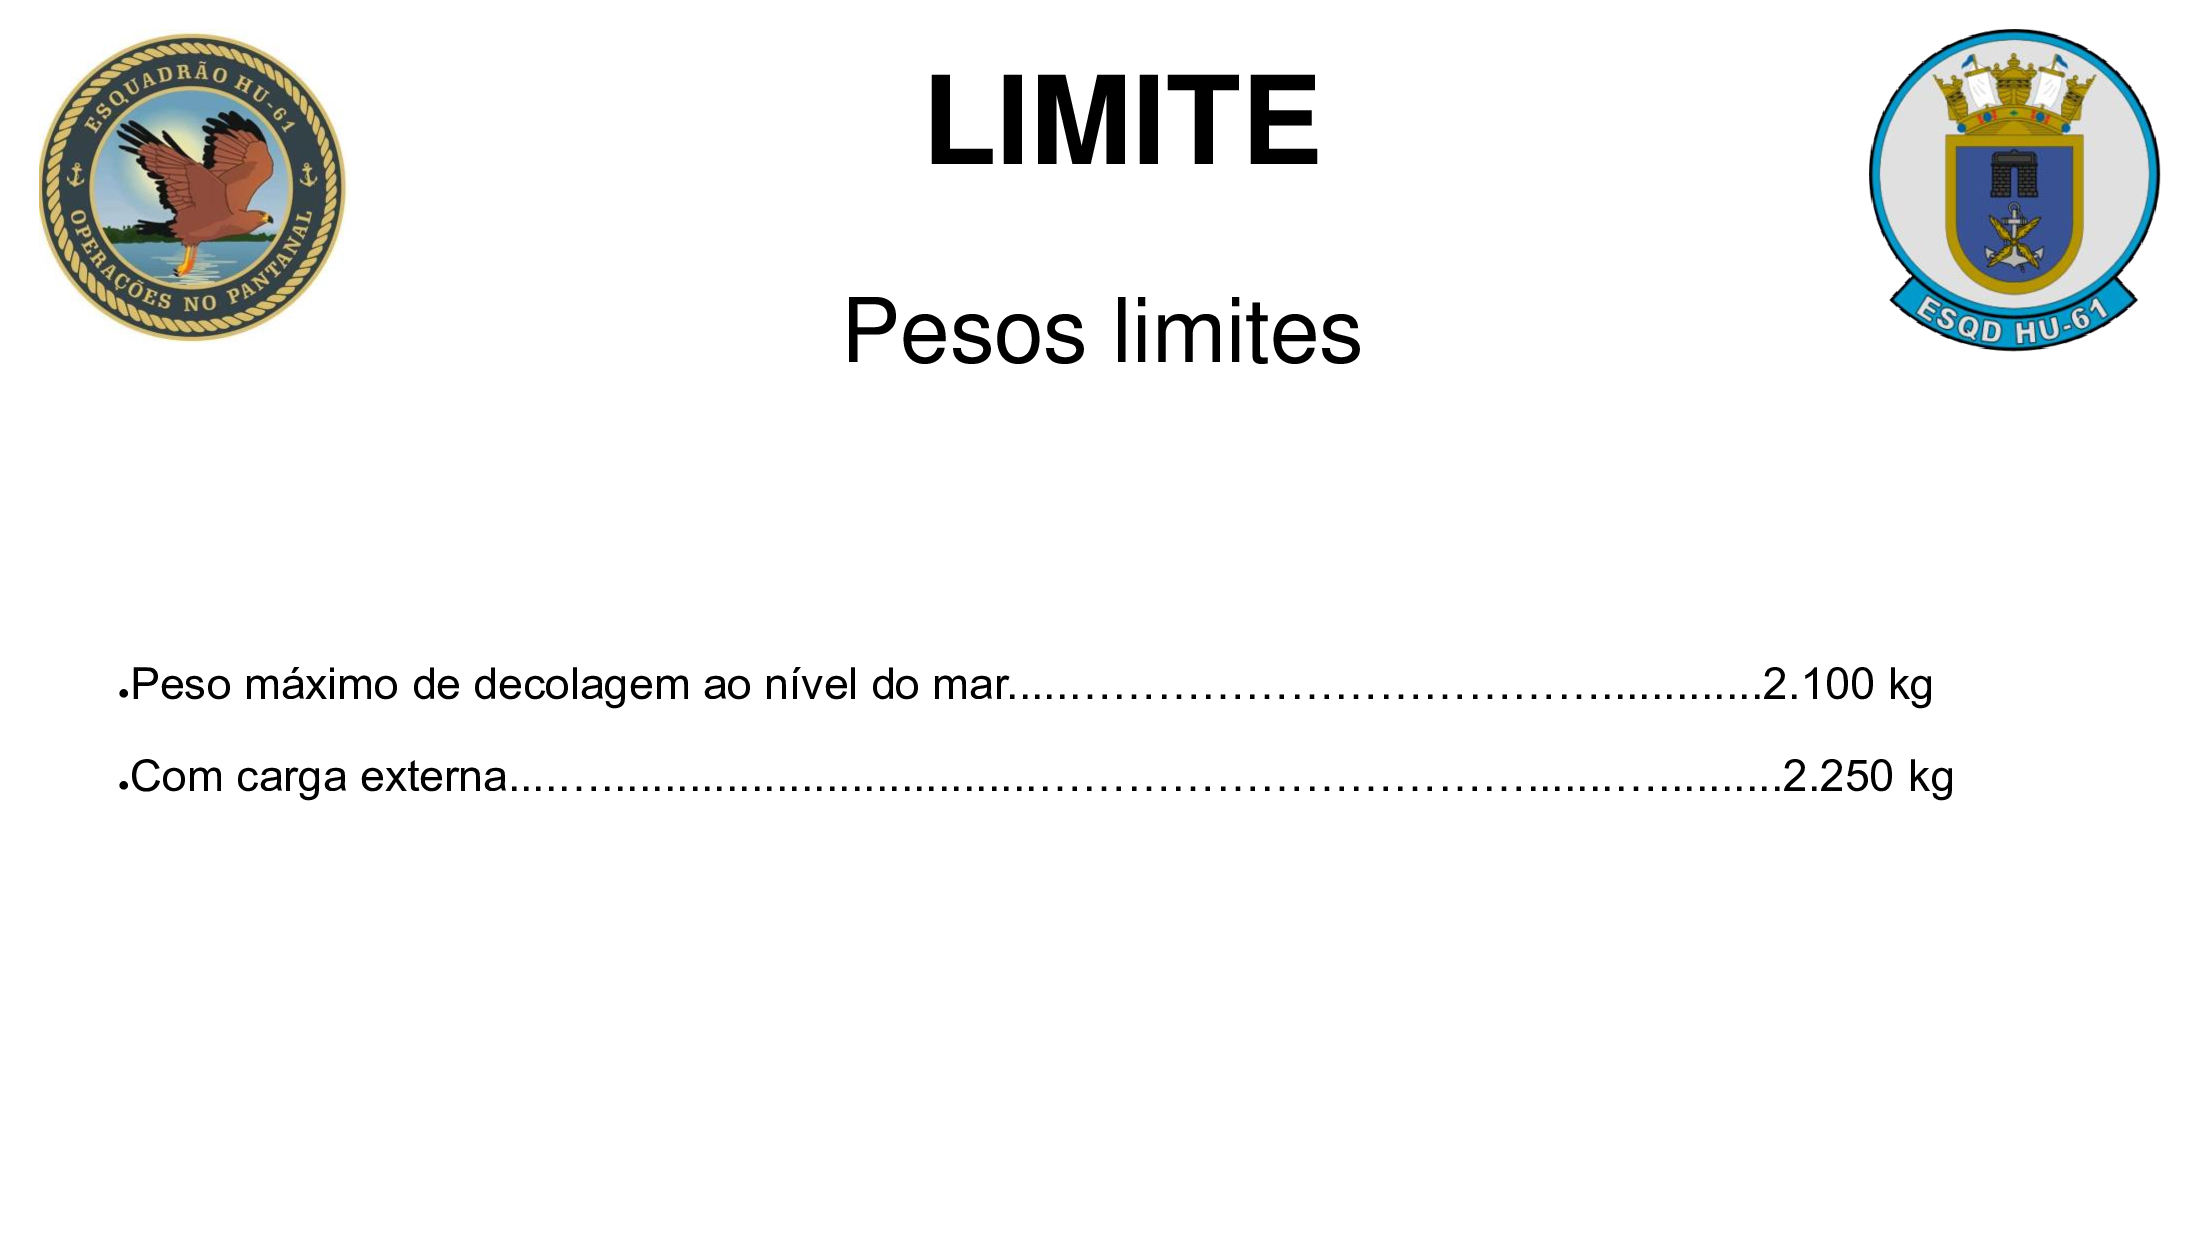 ESQUADRÃO HU-61
OPERAÇÕES NO PANTANAL
LIMITE
ESQD HU-61
Pesos limites
•Peso máximo de decolagem ao nível do mar.....……………………………….............2.100 kg
•Com carga externa....…...................................…………………………….......…...........2.250 kg